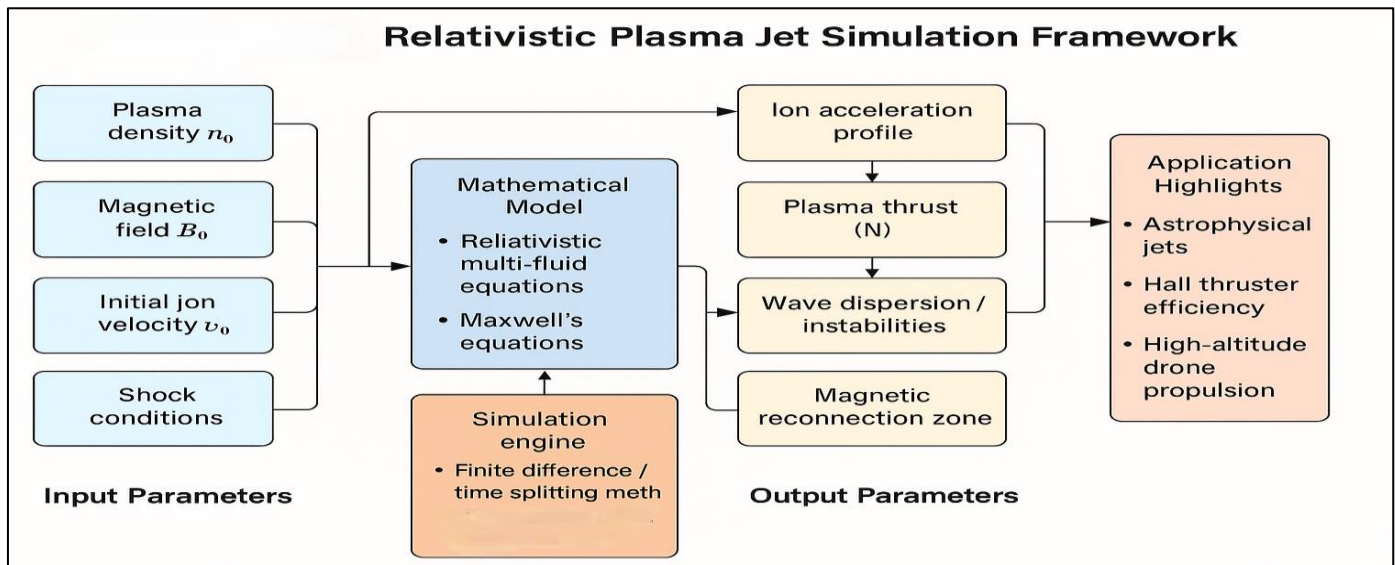 Relativistic Plasma Jet Simulation Framework
Plasma
density n₀
Magnetic
field B₀
Initial jon
velocity v₀
Shock
conditions
Input Parameters
Mathematical
Model
• Reliativistic
multi-fluid
equations
• Maxwell's
equations
Simulation
engine
• Finite difference /
time splitting meth
Ion acceleration
profile
Plasma thrust
(N)
Wave dispersion /
instabilities
Magnetic
reconnection zone
Output Parameters
Application
Highlights
• Astrophysical
jets
• Hall thruster
efficiency
• High-altitude
drone
propulsion